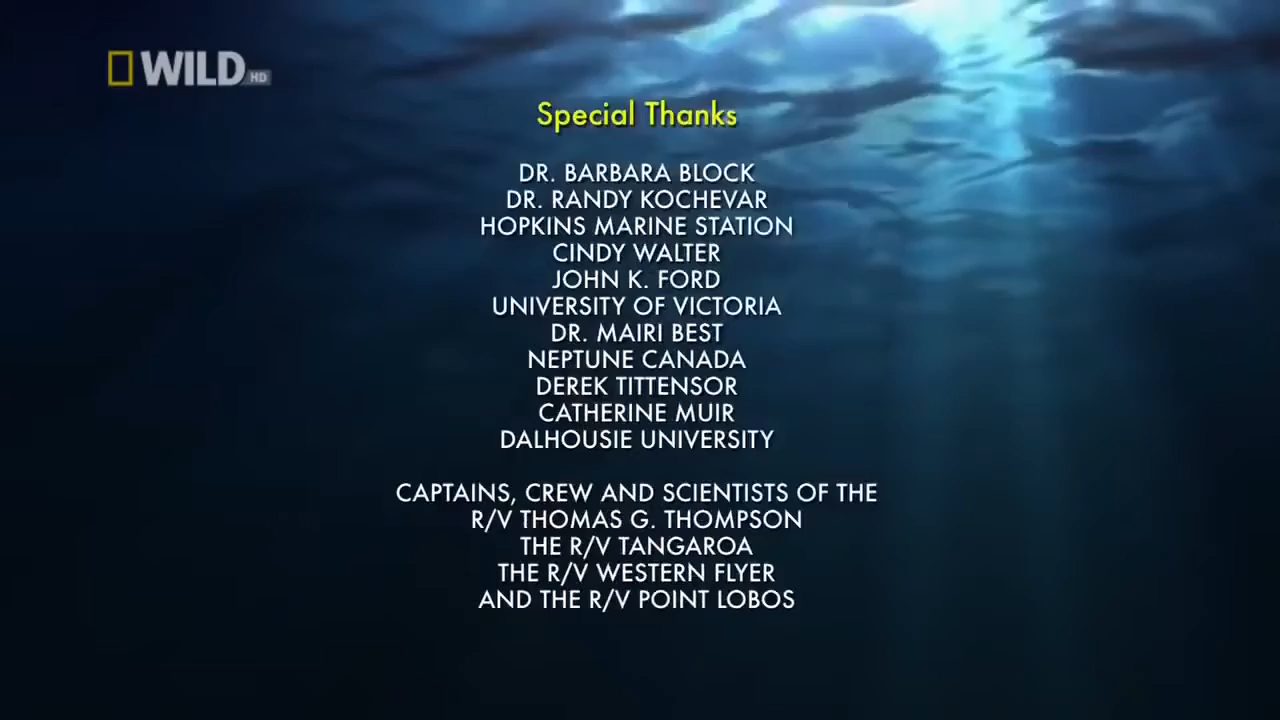 WILD HD
Special Thanks
DR. BARBARA BLOCK
DR. RANDY KOCHEVAR
HOPKINS MARINE STATION
CINDY WALTER
JOHN K. FORD
UNIVERSITY OF VICTORIA
DR. MAIRI BEST
NEPTUNE CANADA
DEREK TITTENSOR
CATHERINE MUIR
DALHOUSIE UNIVERSITY
CAPTAINS, CREW AND SCIENTISTS OF THE
R/V THOMAS G. THOMPSON
THE R/V TANGAROA
THE R/V WESTERN FLYER
AND THE R/V POINT LOBOS